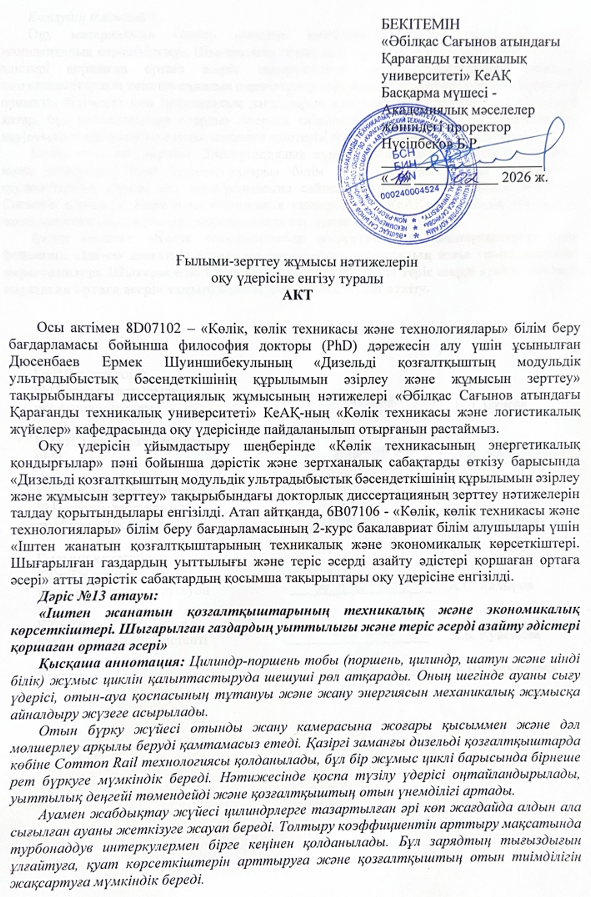 БЕКІТЕМІН
«Әбілқас Сағынов атындағы
Қарағанды техникалық
университеті» КеАҚ
Басқарма мүшесі -
Академиялық мәселелер
жөніндегі проректор
Нүсіпбеков Б.Р.
БСН
БИН
BIN
000240004524
2026 ж.
Ғылыми-зерттеу жұмысы нәтижелерін
оқу үдерісіне енгізу туралы
АКТ
Осы актімен 8D07102 – «Көлік, көлік техникасы және технологиялары» білім беру
бағдарламасы бойынша философия докторы (PhD) дәрежесін алу үшін ұсынылған
Дюсенбаев Ермек Шуиншибекулының «Дизельді қозғалтқыштың модульдік
ультрадыбыстық бәсендеткішінің құрылымын әзірлеу және жұмысын зерттеу»
тақырыбындағы диссертациялық жұмысының нәтижелері «Әбілқас Сағынов атындағы
Қарағанды техникалық университеті» КеАҚ-ның «Көлік техникасы және логистикалық
жүйелер» кафедрасында оқу үдерісінде пайдаланылып отырғанын растаймыз.
Оқу үдерісін ұйымдастыру шеңберінде «Көлік техникасының энергетикалық
қондырғылар» пәні бойынша дәрістік және зертханалық сабақтарды өткізу барысында
«Дизельді қозғалтқыштың модульдік ультрадыбыстық бәсендеткішінің құрылымын әзірлеу
және жұмысын зерттеу» тақырыбындағы докторлық диссертацияның зерттеу нәтижелерін
талдау қорытындылары енгізілді. Атап айтқанда, 6В07106 - «Көлік, көлік техникасы және
технологиялары» білім беру бағдарламасының 2-курс бакалавриат білім алушылары үшін
«Іштен жанатын қозғалтқыштарының техникалық және экономикалық көрсеткіштері.
Шығарылған газдардың уыттылығы және теріс әсерді азайту әдістері қоршаған ортаға
әсері» атты дәрістік сабақтардың қосымша тақырыптары оқу үдерісіне енгізілді.
Дәріс №13 атауы:
«Іштен жанатын қозғалтқыштарының техникалық және экономикалық
көрсеткіштері. Шығарылған газдардың уыттылығы және теріс әсерді азайту әдістері
қоршаған ортаға әсері»
Қысқаша аннотация: Цилиндр-поршень тобы (поршень, цилиндр, шатун және иінді
білік) жұмыс циклін қалыптастыруда шешуші рөл атқарады. Оның шегінде ауаны сығу
үдерісі, отын-ауа қоспасының тұтануы және жану энергиясын механикалық жұмысқа
айналдыру жүзеге асырылады.
Отын бүрку жүйесі отынды жану камерасына жоғары қысыммен және дәл
мөлшерлеу арқылы беруді қамтамасыз етеді. Қазіргі заманғы дизельді қозғалтқыштарда
көбіне Common Rail технологиясы қолданылады, бұл бір жұмыс циклі барысында бірнеше
рет бүркуге мүмкіндік береді. Нәтижесінде қоспа түзілу үдерісі оңтайландырылады,
уыттылық деңгейі төмендейді және қозғалтқыштың отын үнемділігі артады.
Ауамен жабдықтау жүйесі цилиндрлерге тазартылған әрі көп жағдайда алдын ала
сығылған ауаны жеткізуге жауап береді. Толтыру коэффициентін арттыру мақсатында
турбонаддув интеркулермен бірге кеңінен қолданылады. Бұл зарядтың тығыздығын
ұлғайтуға, қуат көрсеткіштерін арттыруға және қозғалтқыштың отын тиімділігін
жақсартуға мүмкіндік береді.